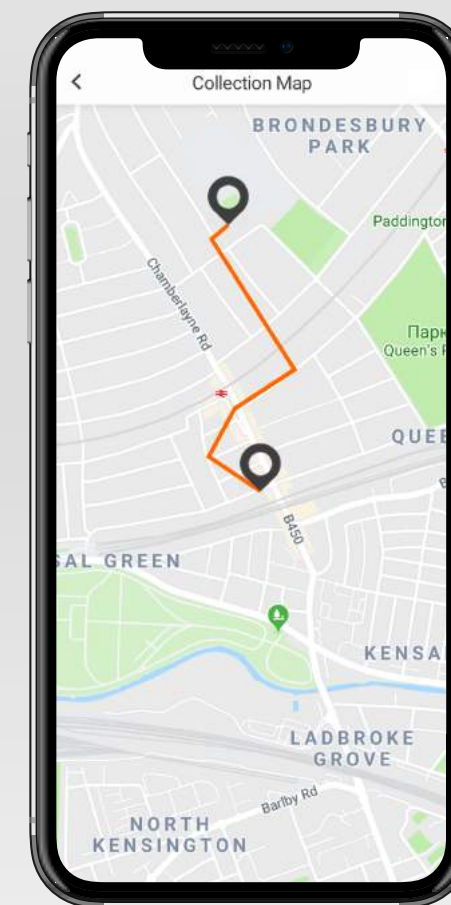 Collection Map
BRONDESBURY
PARK
Paddington
Chamberlayne Rd
Парк
Queen's P
QUEE
B450
SAL GREEN
KENSA
LADBROKE
GROVE
Barlby Rd
NORTH
KENSINGTON